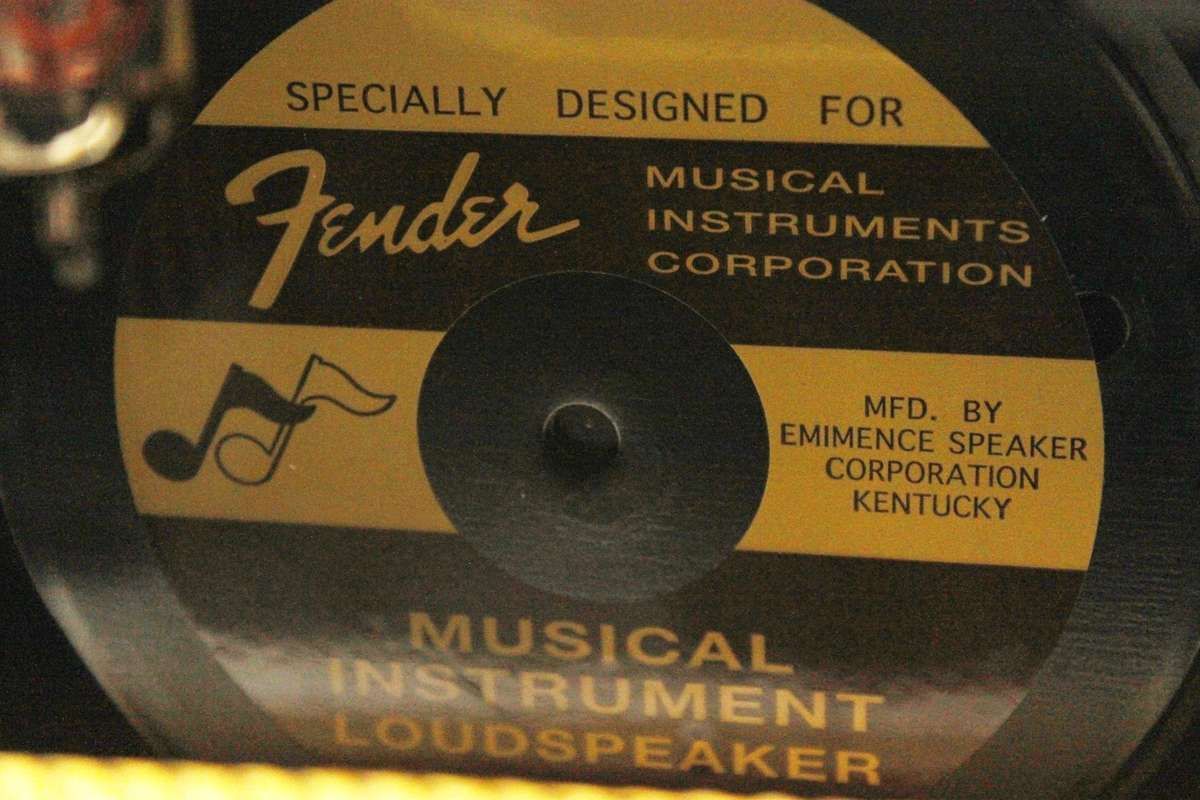 SPECIALLY DESIGNED FOR
Fender
MUSICAL
INSTRUMENTS
CORPORATION
MFD. BY
EMIMENCE SPEAKER
CORPORATION
KENTUCKY
MUSICAL
INSTRUMENT
LOUDSPEAKER